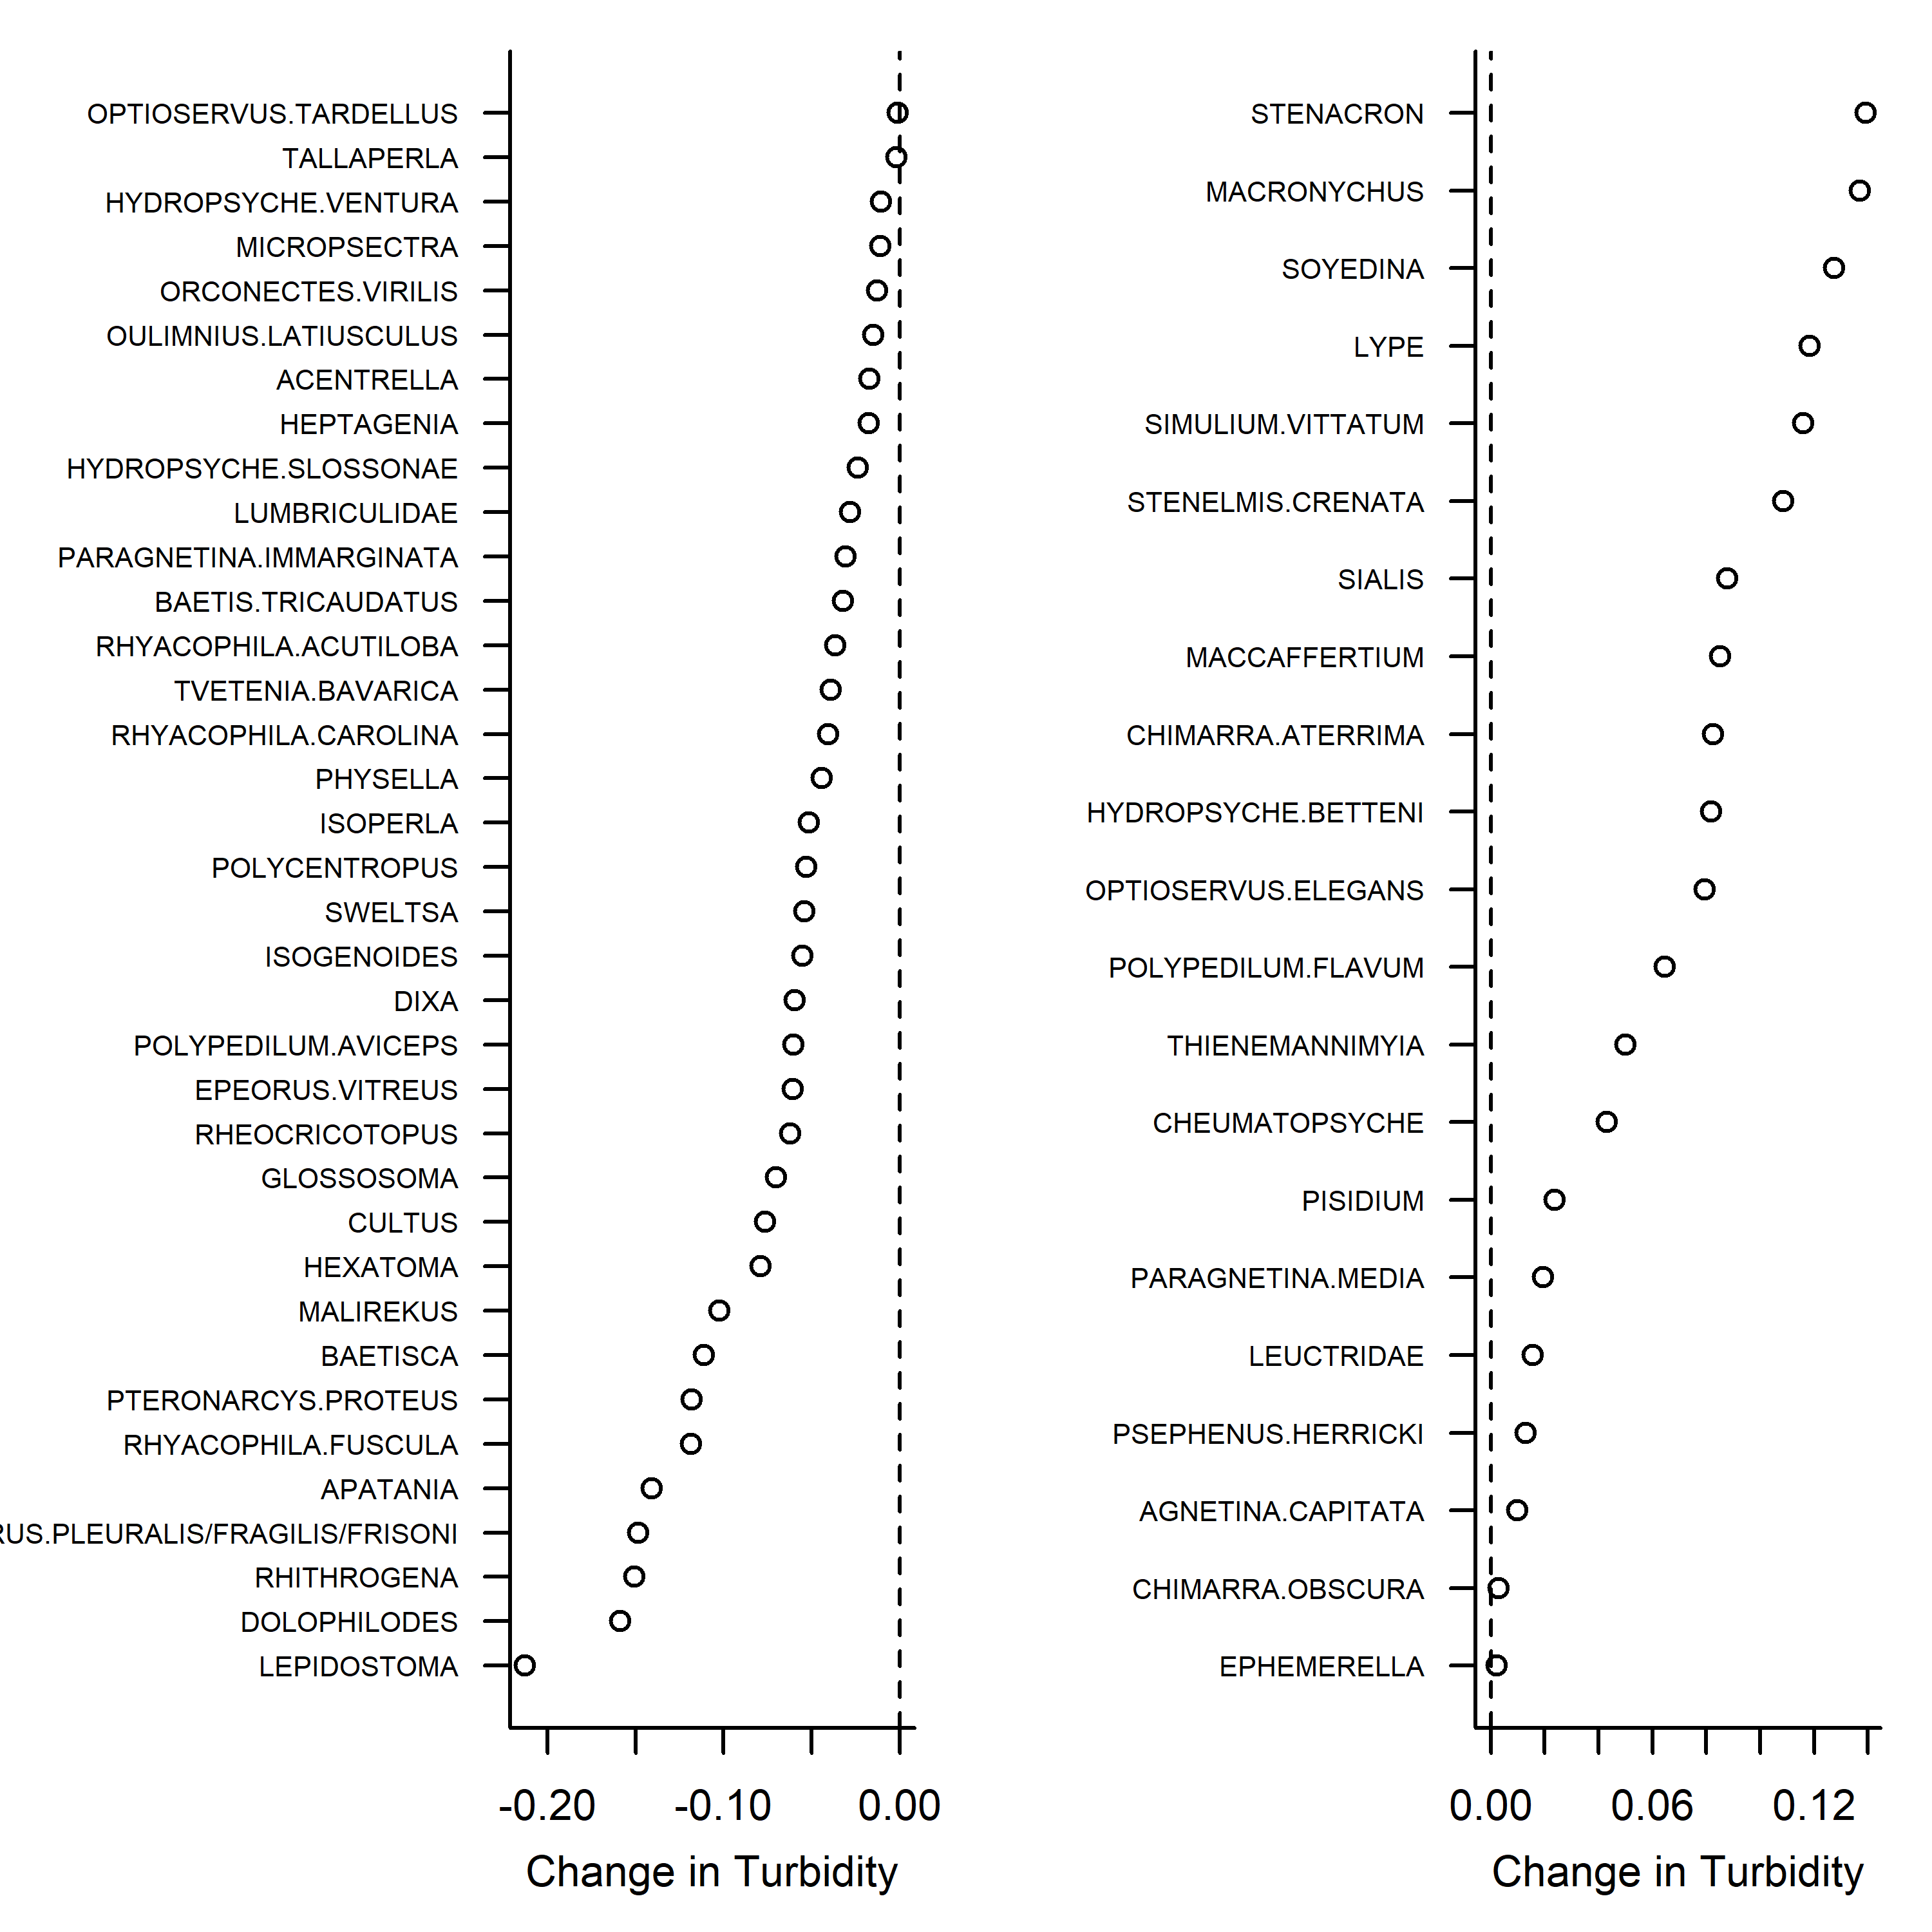 OPTIOSERVUS.TARDELLUS
TALLAPERLA
HYDROPSYCHE.VENTURA
MICROPSECTRA
ORCONECTES.VIRILIS
OULIMNIUS.LATIUSCULUS
ACENTRELLA
HEPTAGENIA
HYDROPSYCHE.SLOSSONAE
LUMBRICULIDAE
PARAGNETINA.IMMARGINATA
BAETIS.TRICAUDATUS
RHYACOPHILA.ACUTILOBA
TVETENIA.BAVARICA
RHYACOPHILA.CAROLINA
PHYSELLA
ISOPERLA
POLYCENTROPUS
SWELTSA
ISOGENOIDES
DIXA
POLYPEDILUM.AVICEPS
EPEORUS.VITREUS
RHEOCRICOTOPUS
GLOSSOSOMA
CULTUS
HEXATOMA
MALIREKUS
BAETISCA
PTERONARCYS.PROTEUS
RHYACOPHILA.FUSCULA
APATANIA
RUS.PLEURALIS/FRAGILIS/FRISONI
RHITHROGENA
DOLOPHILODES
LEPIDOSTOMA
-0.20 -0.10 0.00
Change in Turbidity
STENACRON
MACRONYCHUS
SOYEDINA
LYPE
SIMULIUM.VITTATUM
STENELMIS.CRENATA
SIALIS
MACCAFFERTIUM
CHIMARRA.ATERRIMA
HYDROPSYCHE.BETTENI
OPTIOSERVUS.ELEGANS
POLYPEDILUM.FLAVUM
THIENEMANNIMYIA
CHEUMATOPSYCHE
PISIDIUM
PARAGNETINA.MEDIA
LEUCTRIDAE
PSEPHENUS.HERRICKI
AGNETINA.CAPITATA
CHIMARRA.OBSCURA
EPHEMERELLA
0.00 0.06 0.12
Change in Turbidity